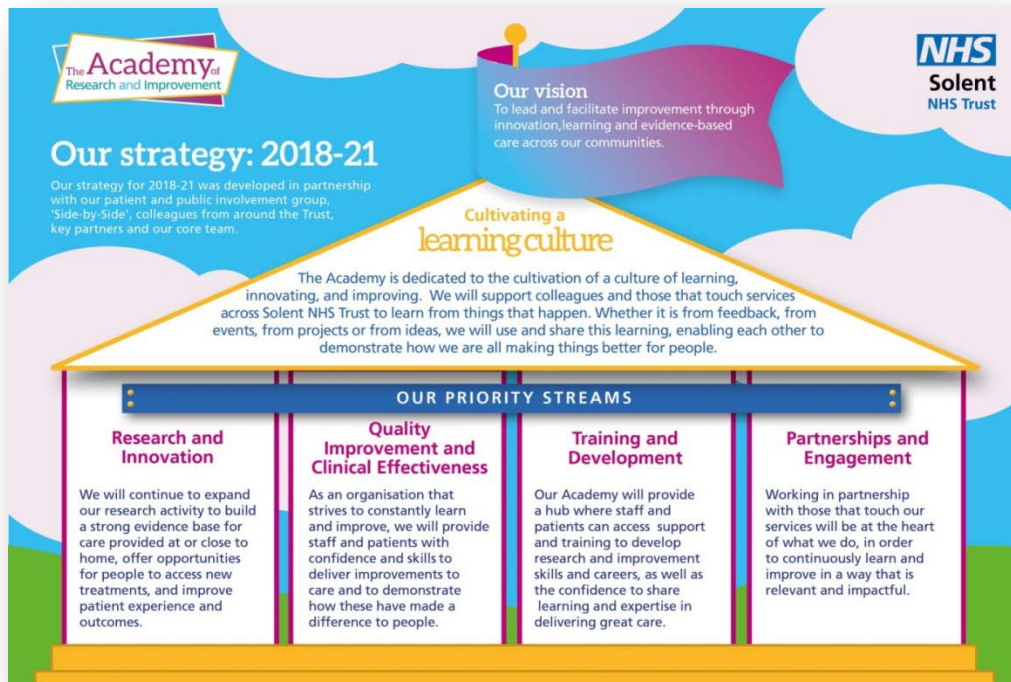 The Academy of
Research and Improvement
NHS
Solent
NHS Trust
Our vision
To lead and facilitate improvement through
innovation,learning and evidence-based
care across our communities.
Our strategy: 2018-21
Our strategy for 2018-21 was developed in partnership
with our patient and public involvement group,
'Side-by-Side', colleagues from around the Trust,
key partners and our core team.
Cultivating a
learning culture
The Academy is dedicated to the cultivation of a culture of learning,
innovating, and improving. We will support colleagues and those that touch services
across Solent NHS Trust to learn from things that happen. Whether it is from feedback, from
events, from projects or from ideas, we will use and share this learning, enabling each other to
demonstrate how we are all making things better for people.
OUR PRIORITY STREAMS
Research and
Innovation
We will continue to expand
our research activity to build
a strong evidence base for
care provided at or close to
home, offer opportunities
for people to access new
treatments, and improve
patient experience and
outcomes.
Quality
Improvement and
Clinical Effectiveness
As an organisation that
strives to constantly learn
and improve, we will provide
staff and patients with
confidence and skills to
deliver improvements to
care and to demonstrate
how these have made a
difference to people.
Training and
Development
Our Academy will provide
a hub where staff and
patients can access support
and training to develop
research and improvement
skills and careers, as well as
the confidence to share
learning and expertise in
delivering great care.
Partnerships and
Engagement
Working in partnership
with those that touch our
services will be at the heart
of what we do, in order
to continuously learn and
improve in a way that is
relevant and impactful.